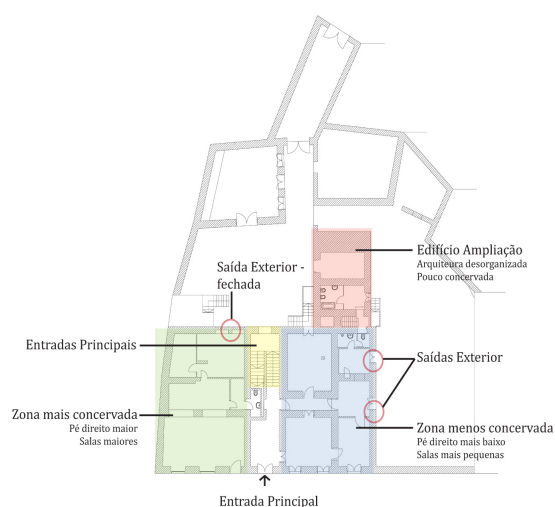 Edifício Ampliação
Arquiteura desorganizada
Pouco concervada
Saída Exterior -
fechada
Entradas Principais
Saídas Exterior
Zona mais concervada
Pé direito maior
Salas maiores
Zona menos concervada
Pé direito mais baixo
Salas mais pequenas
Entrada Principal